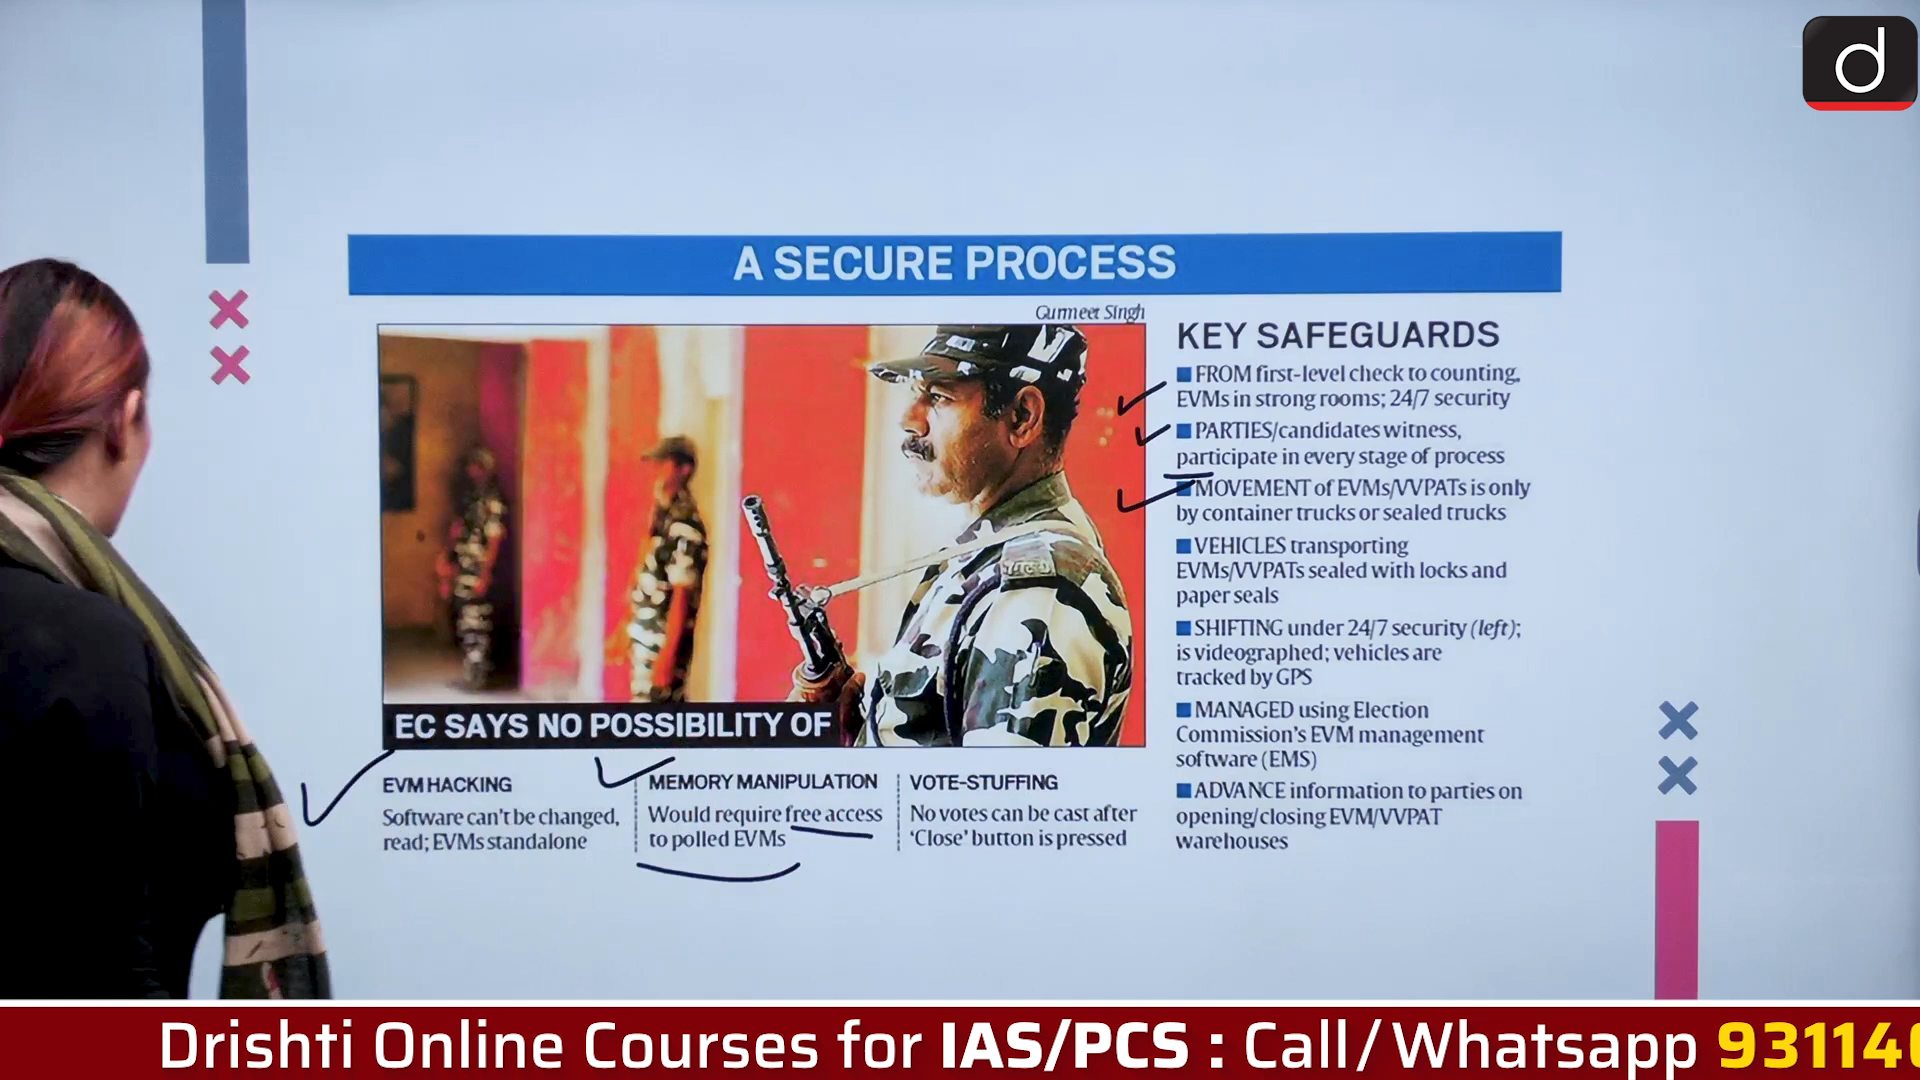 d
A SECURE PROCESS
Gurmeet Singh
EC SAYS NO POSSIBILITY OF
EVM HACKING
Software can't be changed,
read; EVMs standalone
MEMORY MANIPULATION
Would require free access
to polled EVMs
VOTE-STUFFING
No votes can be cast after
'Close' button is pressed
KEY SAFEGUARDS
FROM first-level check to counting,
EVMs in strong rooms; 24/7 security
PARTIES/candidates witness,
participate in every stage of process
MOVEMENT of EVMs/VVPATs is only
by container trucks or sealed trucks
VEHICLES transporting
EVMs/VVPATs sealed with locks and
paper seals
SHIFTING under 24/7 security (left);
is videographed; vehicles are
tracked by GPS
MANAGED using Election
Commission's EVM management
software (EMS)
ADVANCE information to parties on
opening/closing EVM/VVPAT
warehouses
Drishti Online Courses for IAS/PCS : Call/Whatsapp 93114